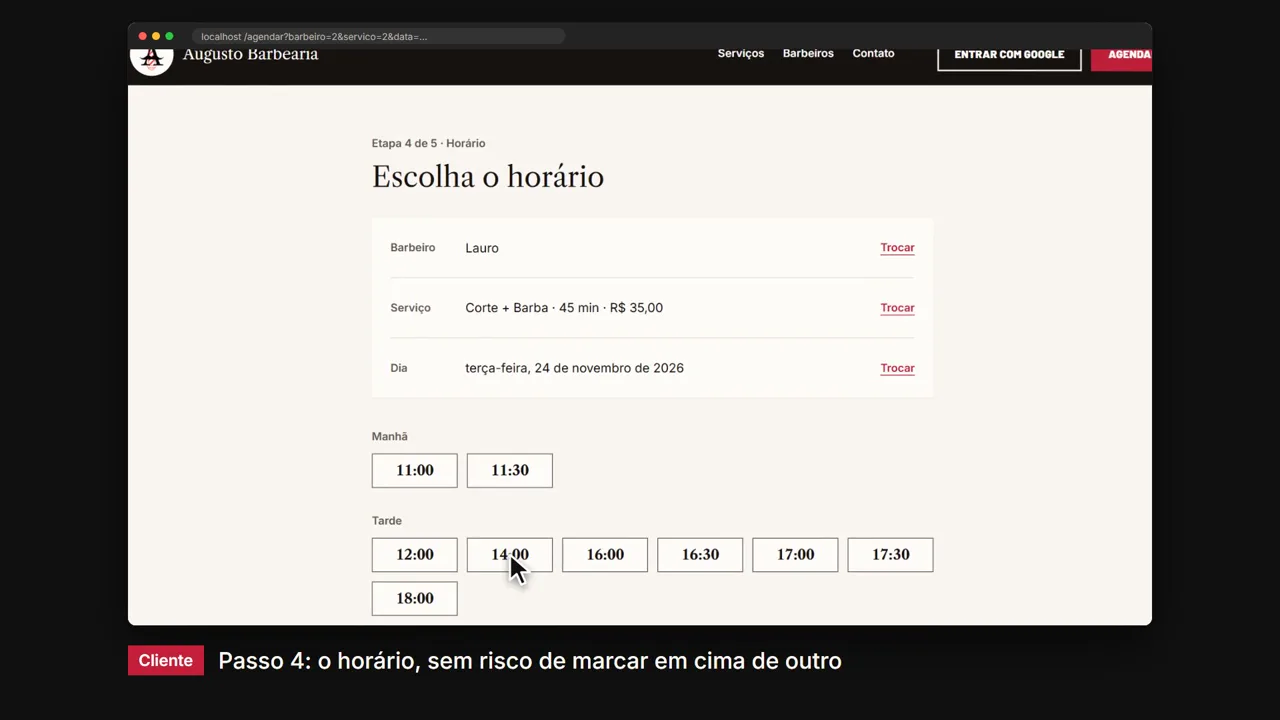 localhost /agendar?barbeiro=2&servico=2&data=...
Augusto Barbearia
Serviços Barbeiros Contato ENTRAR COM GOOGLE AGENDA
Etapa 4 de 5 · Horário
Escolha o horário
Barbeiro Lauro Trocar
Serviço Corte + Barba · 45 min · R$ 35,00 Trocar
Dia terça-feira, 24 de novembro de 2026 Trocar
Manhã
11:00 11:30
Tarde
12:00 14:00 16:00 16:30 17:00 17:30
18:00
Cliente Passo 4: o horário, sem risco de marcar em cima de outro